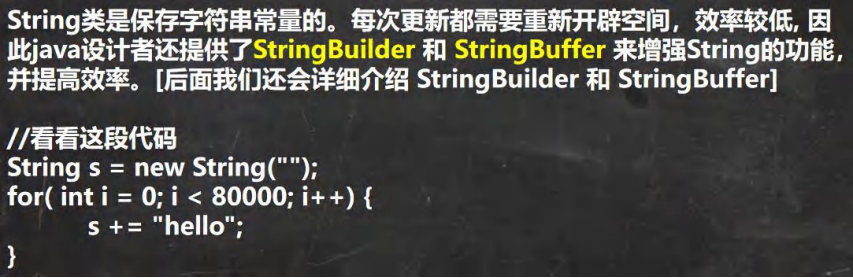 String类是保存字符串常量的。每次更新都需要重新开辟空间，效率较低, 因
此java设计者还提供了StringBuilder 和 StringBuffer 来增强String的功能，
并提高效率。[后面我们还会详细介绍 StringBuilder 和 StringBuffer]
//看看这段代码
String s = new String("");
for( int i = 0; i < 80000; i++) {
s += "hello";
}